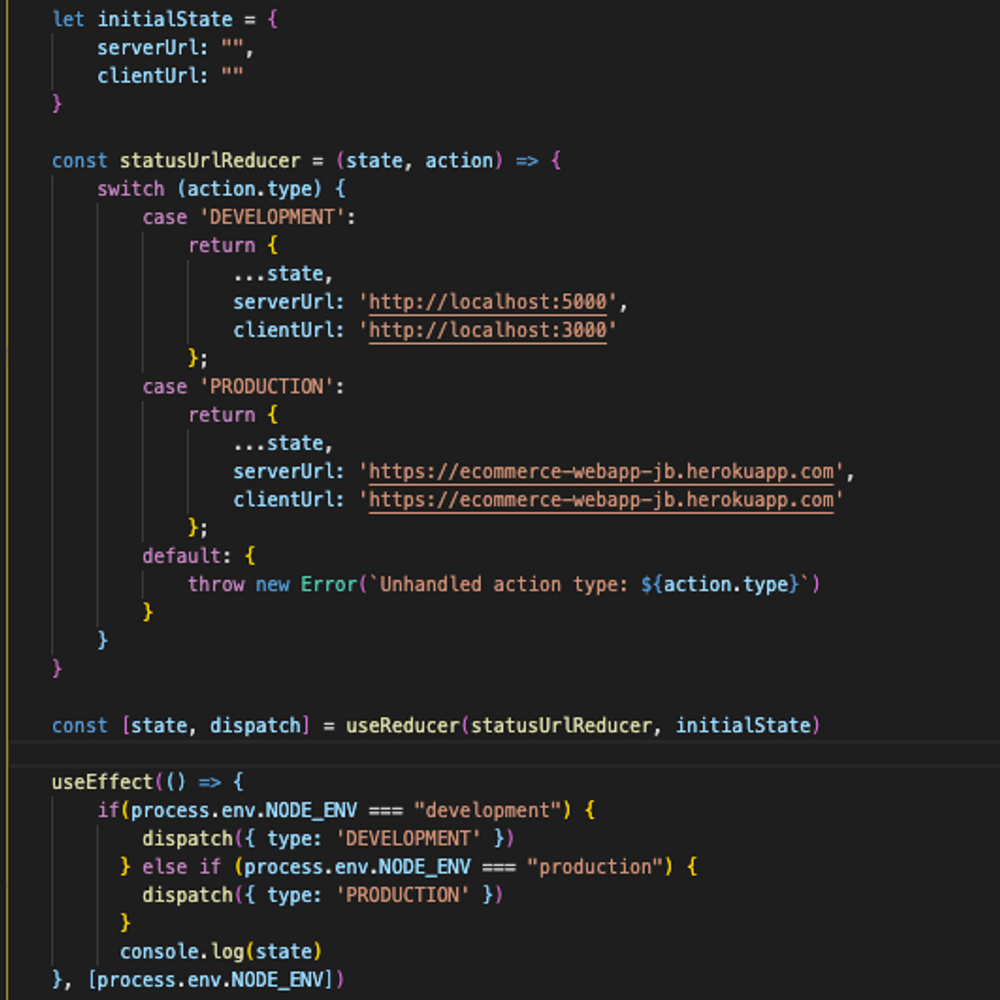 let initialState = {
    serverUrl: "",
    clientUrl: ""
}

const statusUrlReducer = (state, action) => {
    switch (action.type) {
        case 'DEVELOPMENT':
            return {
                ...state,
                serverUrl: 'http://localhost:5000',
                clientUrl: 'http://localhost:3000'
            };
        case 'PRODUCTION':
            return {
                ...state,
                serverUrl: 'https://ecommerce-webapp-jb.herokuapp.com',
                clientUrl: 'https://ecommerce-webapp-jb.herokuapp.com'
            };
        default: {
            throw new Error(`Unhandled action type: ${action.type}`)
        }
    }
}

const [state, dispatch] = useReducer(statusUrlReducer, initialState)

useEffect(() => {
    if(process.env.NODE_ENV === "development") {
        dispatch({ type: 'DEVELOPMENT' })
      } else if (process.env.NODE_ENV === "production") {
        dispatch({ type: 'PRODUCTION' })
      }
      console.log(state)
}, [process.env.NODE_ENV])